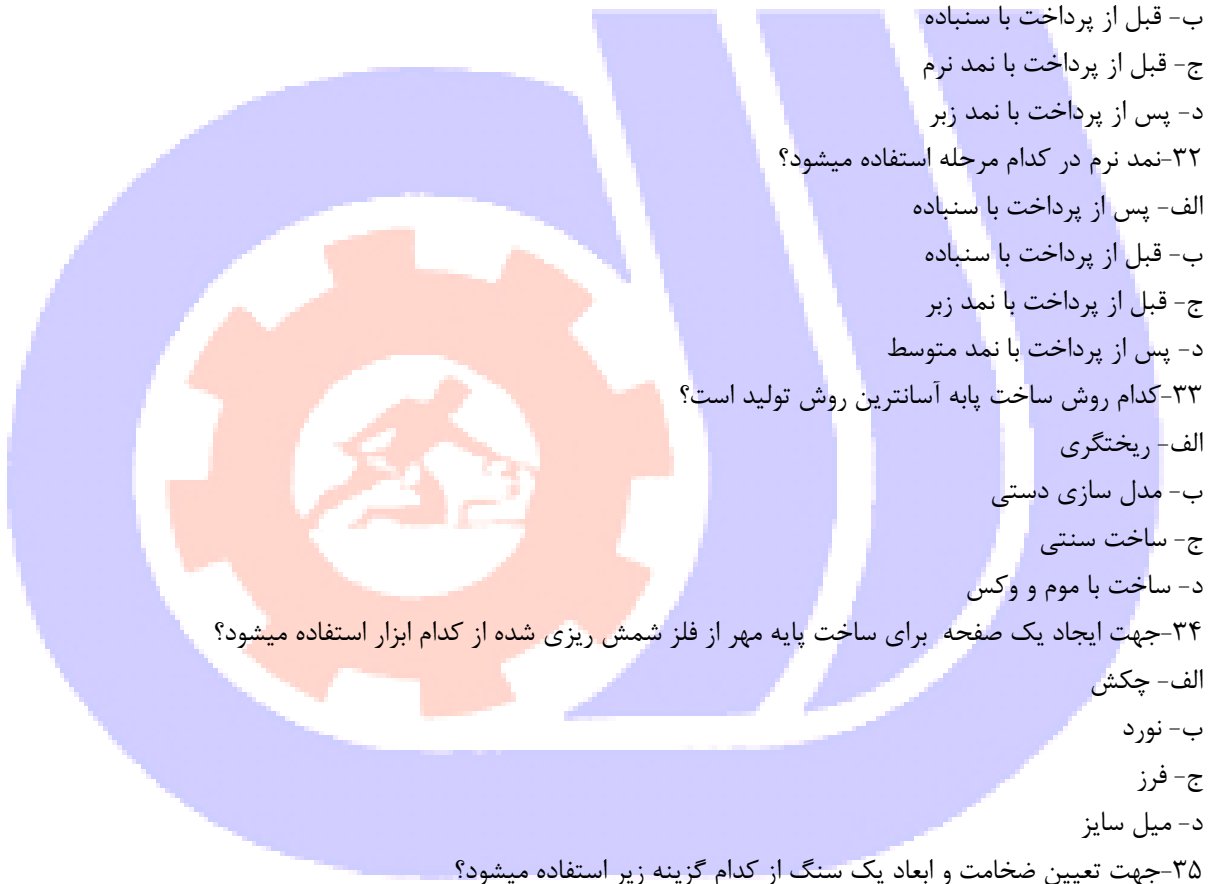 ب- قبل از پرداخت با سنباده
ج- قبل از پرداخت با نمد نرم
د- پس از پرداخت با نمد زبر
۳۲-نمد نرم در کدام مرحله استفاده میشود؟
الف- پس از پرداخت با سنباده
ب- قبل از پرداخت با سنباده
ج- قبل از پرداخت با نمد زبر
د- پس از پرداخت با نمد متوسط
۳۳-کدام روش ساخت پابه آسانترین روش تولید است؟
الف- ریختگری
ب- مدل سازی دستی
ج- ساخت سنتی
د- ساخت با موم و وکس
۳۴-جهت ایجاد یک صفحه برای ساخت پایه مهر از فلز شمش ریزی شده از کدام ابزار استفاده میشود؟
الف- چکش
ب- نورد
ج- فرز
د- میل سایز
۳۵-جهت تعیین ضخامت و ابعاد یک سنگ از کدام گزینه زیر استفاده میشود؟